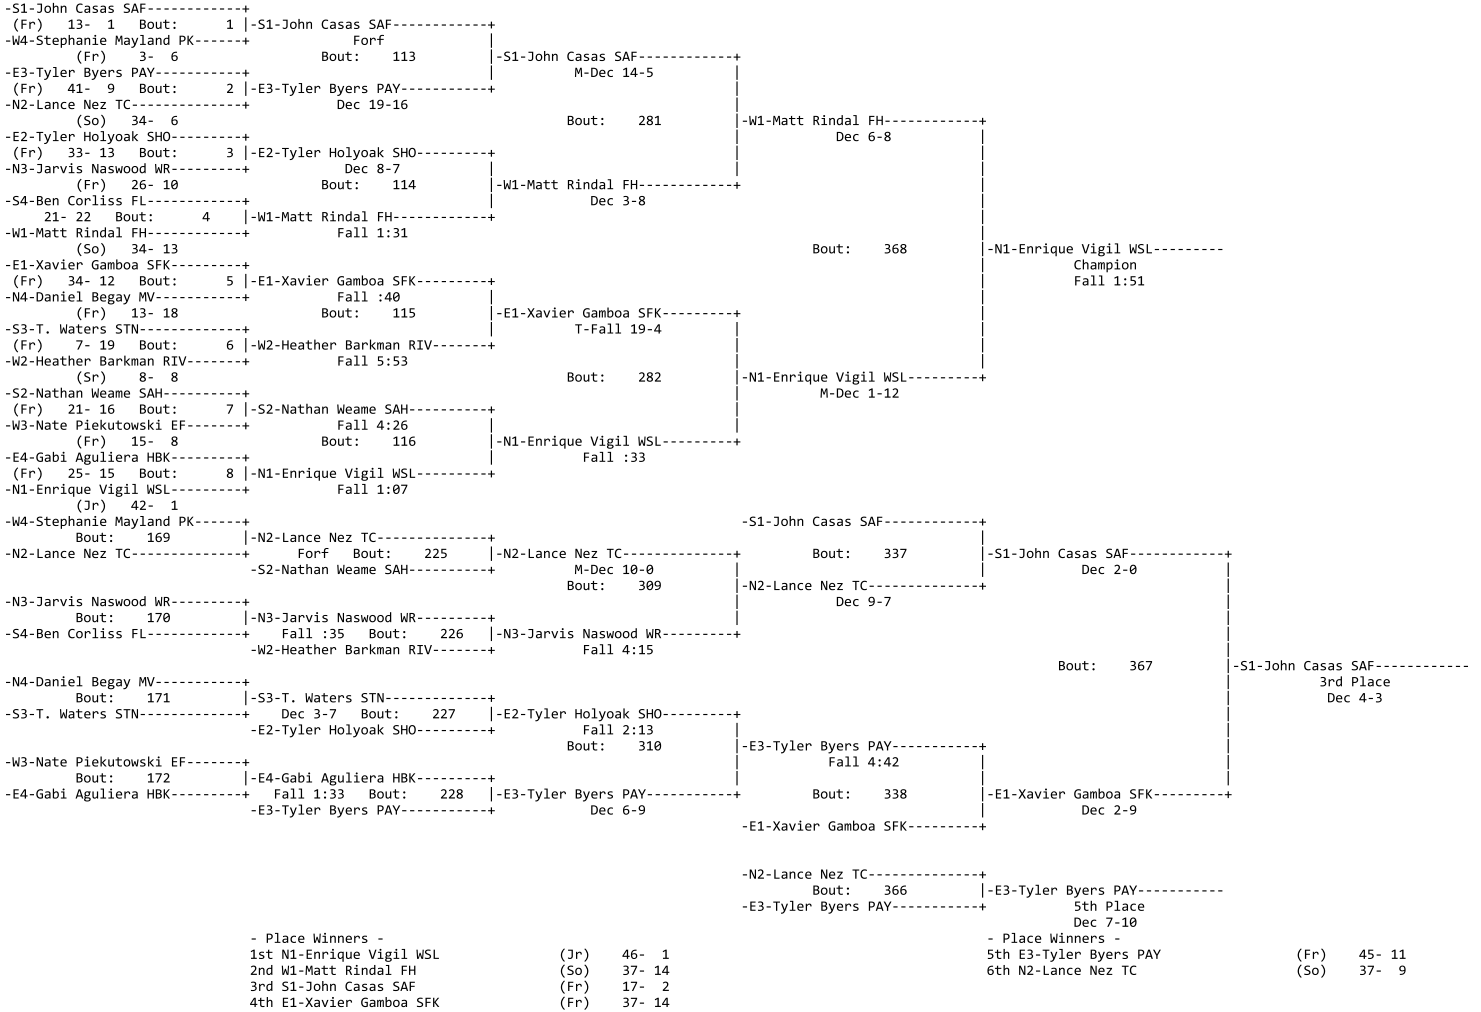 -S1-John Casas SAF------------+
(Fr)   13-  1   Bout:      1 |-S1-John Casas SAF------------+
-W4-Stephanie Mayland PK------+             Forf             |
(Fr)    3-  6                  Bout:    113         |-S1-John Casas SAF------------+
-E3-Tyler Byers PAY-----------+                              |          M-Dec 14-5          |
(Fr)   41-  9   Bout:      2 |-E3-Tyler Byers PAY-----------+                              |
-N2-Lance Nez TC--------------+           Dec 19-16                                         |
(So)   34-  6                                                 Bout:    281         |-W1-Matt Rindal FH------------+
-E2-Tyler Holyoak SHO---------+                                                             |           Dec 6-8            |
(Fr)   33- 13   Bout:      3 |-E2-Tyler Holyoak SHO---------+                              |                              |
-N3-Jarvis Naswood WR---------+            Dec 8-7           |                              |                              |
(Fr)   26- 10                  Bout:    114         |-W1-Matt Rindal FH------------+                              |
-S4-Ben Corliss FL------------+                              |           Dec 3-8                                           |
21- 22   Bout:      4    |-W1-Matt Rindal FH------------+                                                             |
-W1-Matt Rindal FH------------+           Fall 1:31                                                                        |
(So)   34- 13                                                                                Bout:    368         |-N1-Enrique Vigil WSL---------
-E1-Xavier Gamboa SFK---------+                                                                                            |          Champion
(Fr)   34- 12   Bout:      5 |-E1-Xavier Gamboa SFK---------+                                                             |          Fall 1:51
-N4-Daniel Begay MV-----------+           Fall :40           |                                                             |
(Fr)   13- 18                  Bout:    115         |-E1-Xavier Gamboa SFK---------+                              |
-S3-T. Waters STN-------------+                              |          T-Fall 19-4         |                              |
(Fr)    7- 19   Bout:      6 |-W2-Heather Barkman RIV-------+                              |                              |
-W2-Heather Barkman RIV-------+           Fall 5:53                                         |                              |
(Sr)    8-  8                                                 Bout:    282         |-N1-Enrique Vigil WSL---------+
-S2-Nathan Weame SAH----------+                                                             |          M-Dec 1-12
(Fr)   21- 16   Bout:      7 |-S2-Nathan Weame SAH----------+                              |
-W3-Nate Piekutowski EF-------+           Fall 4:26          |                              |
(Fr)   15-  8                  Bout:    116         |-N1-Enrique Vigil WSL---------+
-E4-Gabi Aguliera HBK---------+                              |          Fall :33
(Fr)   25- 15   Bout:      8 |-N1-Enrique Vigil WSL---------+
-N1-Enrique Vigil WSL---------+           Fall 1:07
(Jr)   42-  1
-W4-Stephanie Mayland PK------+                                                              -S1-John Casas SAF------------+
Bout:    169         |-N2-Lance Nez TC--------------+                                                             |
-N2-Lance Nez TC--------------+      Forf   Bout:    225     |-N2-Lance Nez TC--------------+         Bout:    337         |-S1-John Casas SAF------------+
-S2-Nathan Weame SAH----------+          M-Dec 10-0          |                              |           Dec 2-0            |
Bout:    309         |-N2-Lance Nez TC--------------+                              |
-N3-Jarvis Naswood WR---------+                                                             |           Dec 9-7                                           |
Bout:    170         |-N3-Jarvis Naswood WR---------+                              |                                                             |
-S4-Ben Corliss FL------------+    Fall :35   Bout:    226   |-N3-Jarvis Naswood WR---------+                                                             |
-W2-Heather Barkman RIV-------+          Fall 4:15                                                                        |
Bout:    367         |-S1-John Casas SAF------------
-N4-Daniel Begay MV-----------+                                                                                                                           |          3rd Place
Bout:    171         |-S3-T. Waters STN-------------+                                                                                            |           Dec 4-3
-S3-T. Waters STN-------------+    Dec 3-7   Bout:    227    |-E2-Tyler Holyoak SHO---------+                                                             |
-E2-Tyler Holyoak SHO---------+          Fall 2:13           |                                                             |
Bout:    310         |-E3-Tyler Byers PAY-----------+                              |
-W3-Nate Piekutowski EF-------+                                                             |          Fall 4:42           |                              |
Bout:    172         |-E4-Gabi Aguliera HBK---------+                              |                              |                              |
-E4-Gabi Aguliera HBK---------+   Fall 1:33   Bout:    228   |-E3-Tyler Byers PAY-----------+         Bout:    338         |-E1-Xavier Gamboa SFK---------+
-E3-Tyler Byers PAY-----------+           Dec 6-9                                           |           Dec 2-9
-E1-Xavier Gamboa SFK---------+
-N2-Lance Nez TC--------------+
Bout:    366         |-E3-Tyler Byers PAY-----------
-E3-Tyler Byers PAY-----------+          5th Place
Dec 7-10
- Place Winners -                                                                            - Place Winners -
1st N1-Enrique Vigil WSL               (Jr)    46-  1                                        5th E3-Tyler Byers PAY                 (Fr)    45- 11
2nd W1-Matt Rindal FH                  (So)    37- 14                                        6th N2-Lance Nez TC                    (So)    37-  9
3rd S1-John Casas SAF                  (Fr)    17-  2
4th E1-Xavier Gamboa SFK               (Fr)    37- 14